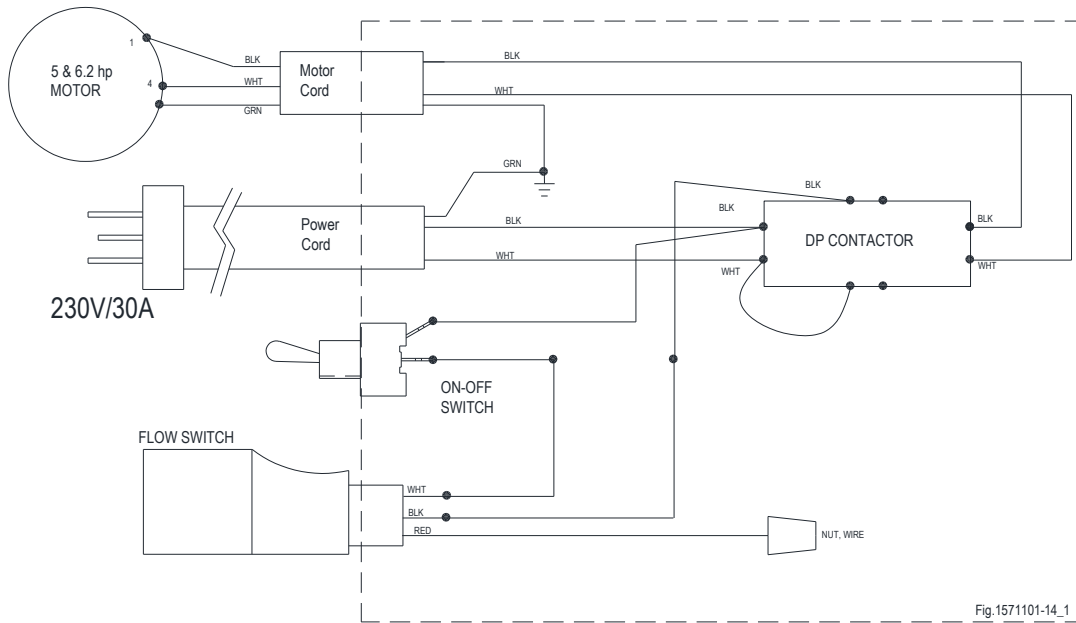 1
BLK
BLK
5 & 6.2 hp
MOTOR
4
WHT
Motor
Cord
WHT
GRN
GRN
BLK
BLK
BLK
Power
Cord
BLK
DP CONTACTOR
WHT
WHT
WHT
230V/30A
ON-OFF
SWITCH
FLOW SWITCH
WHT
BLK
RED
NUT, WIRE
Fig.1571101-14_1